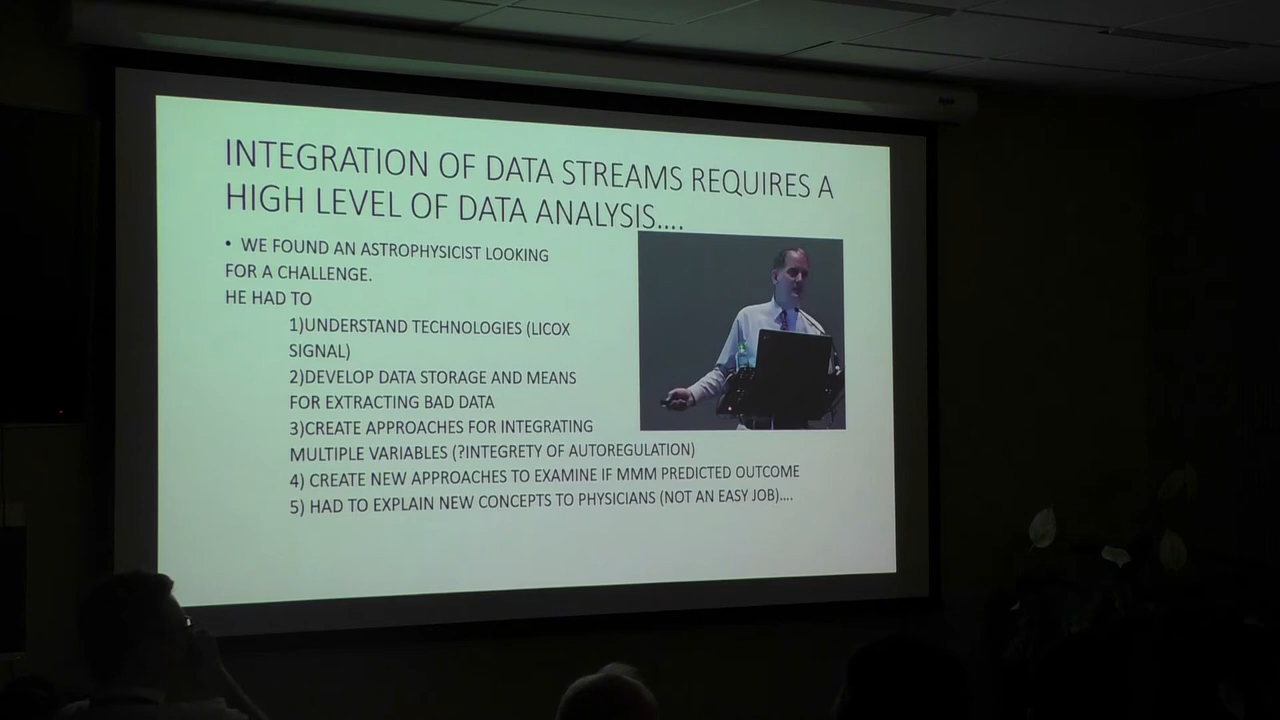 INTEGRATION OF DATA STREAMS REQUIRES A
HIGH LEVEL OF DATA ANALYSIS....
• WE FOUND AN ASTROPHYSICIST LOOKING
FOR A CHALLENGE.
HE HAD TO
1)UNDERSTAND TECHNOLOGIES (LICOX
SIGNAL)
2)DEVELOP DATA STORAGE AND MEANS
FOR EXTRACTING BAD DATA
3)CREATE APPROACHES FOR INTEGRATING
MULTIPLE VARIABLES (?INTEGRETY OF AUTOREGULATION)
4) CREATE NEW APPROACHES TO EXAMINE IF MMM PREDICTED OUTCOME
5) HAD TO EXPLAIN NEW CONCEPTS TO PHYSICIANS (NOT AN EASY JOB)....